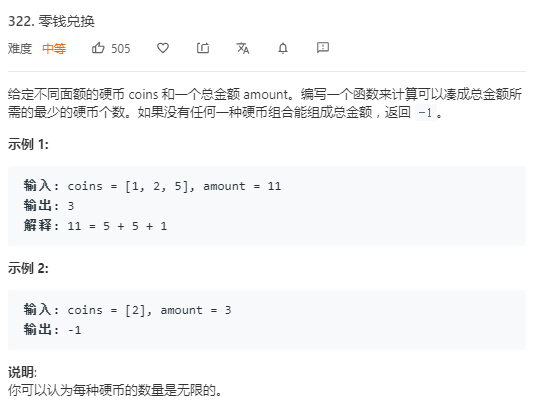 322. 零钱兑换
难度 中等 505
给定不同面额的硬币 coins 和一个总金额 amount。编写一个函数来计算可以凑成总金额所
需的最少的硬币个数。如果没有任何一种硬币组合能组成总金额，返回 -1。
示例 1:
输入: coins = [1, 2, 5], amount = 11
输出: 3
解释: 11 = 5 + 5 + 1
示例 2:
输入: coins = [2], amount = 3
输出: -1
说明:
你可以认为每种硬币的数量是无限的。